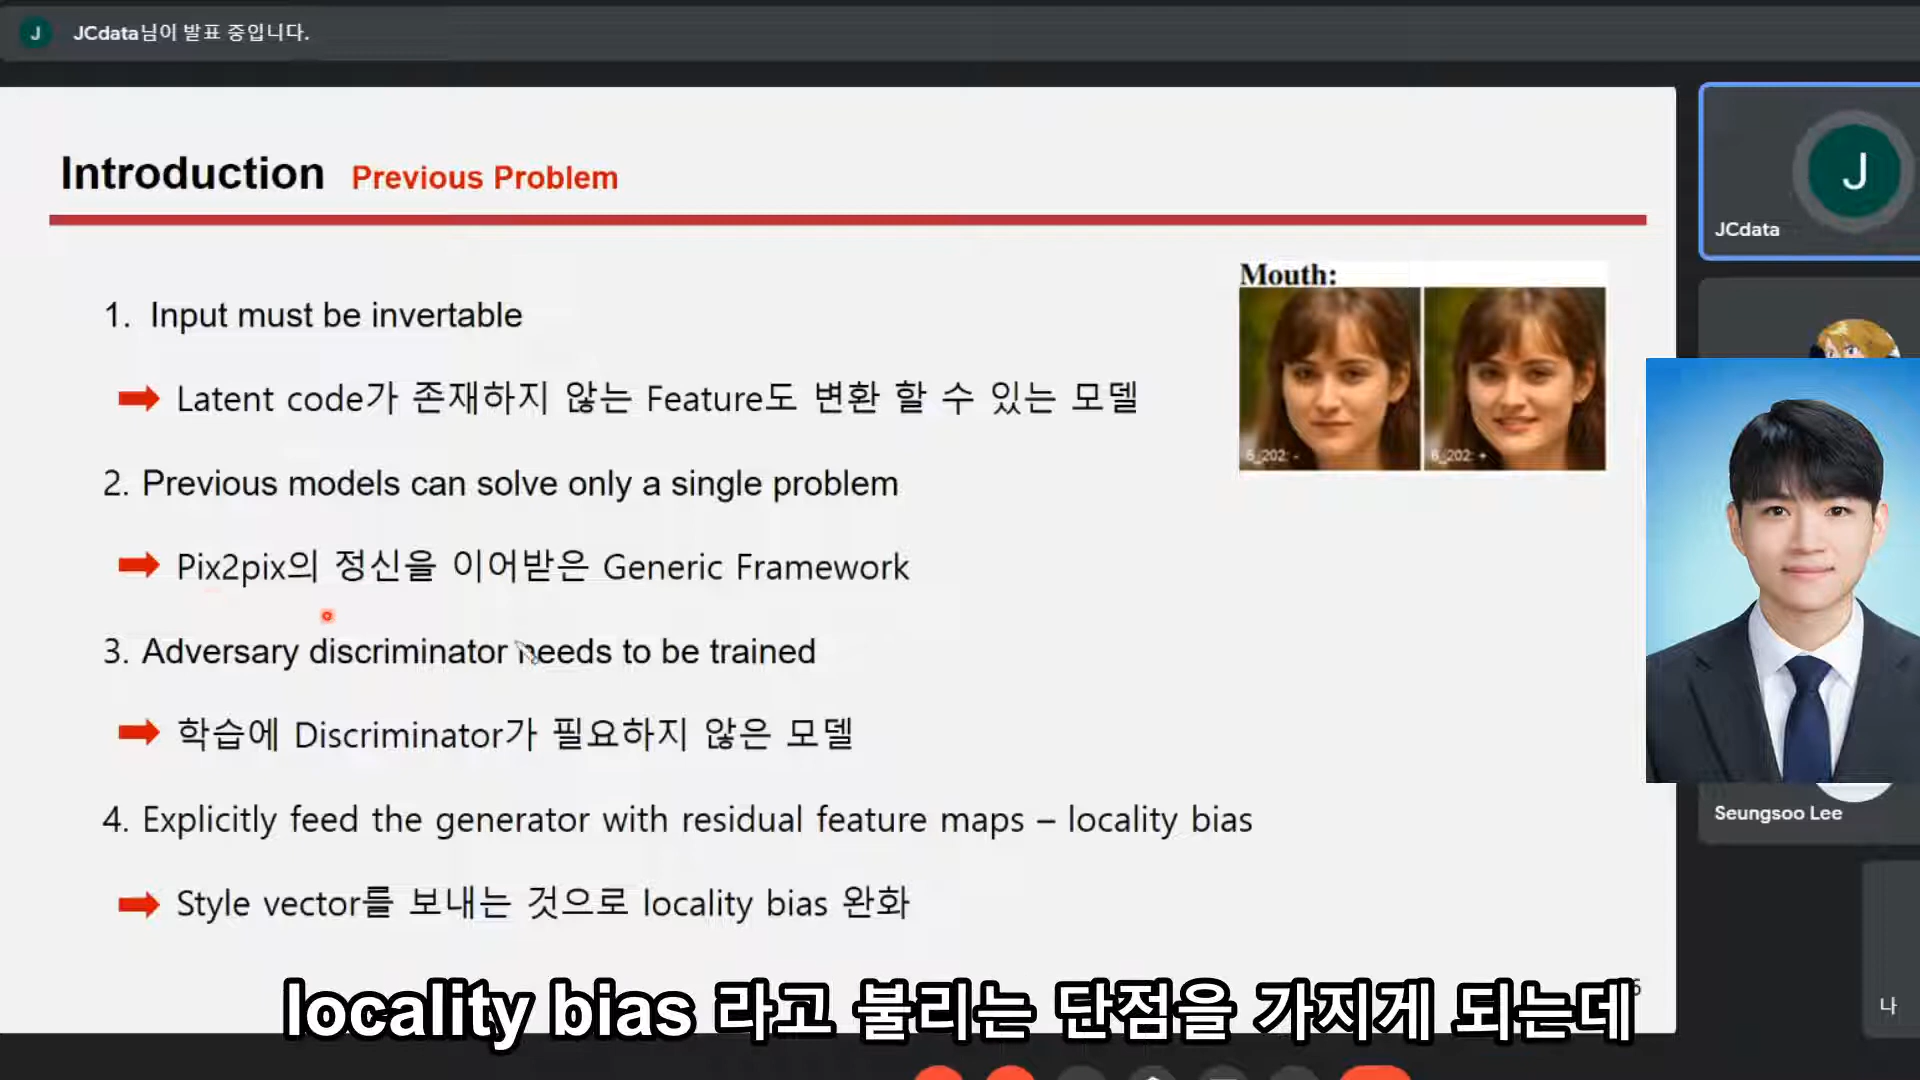 J JCdata님이 발표 중입니다.
Introduction Previous Problem
Mouth:
1. Input must be invertable
Latent code가 존재하지 않는 Feature도 변환 할 수 있는 모델
6_202: - 6_202: +
2. Previous models can solve only a single problem
Pix2pix의 정신을 이어받은 Generic Framework
3. Adversary discriminator needs to be trained
학습에 Discriminator가 필요하지 않은 모델
4. Explicitly feed the generator with residual feature maps – locality bias
Style vector를 보내는 것으로 locality bias 완화
locality bias 라고 불리는 단점을 가지게 되는데
J
JCdata
Seungsoo Lee
나